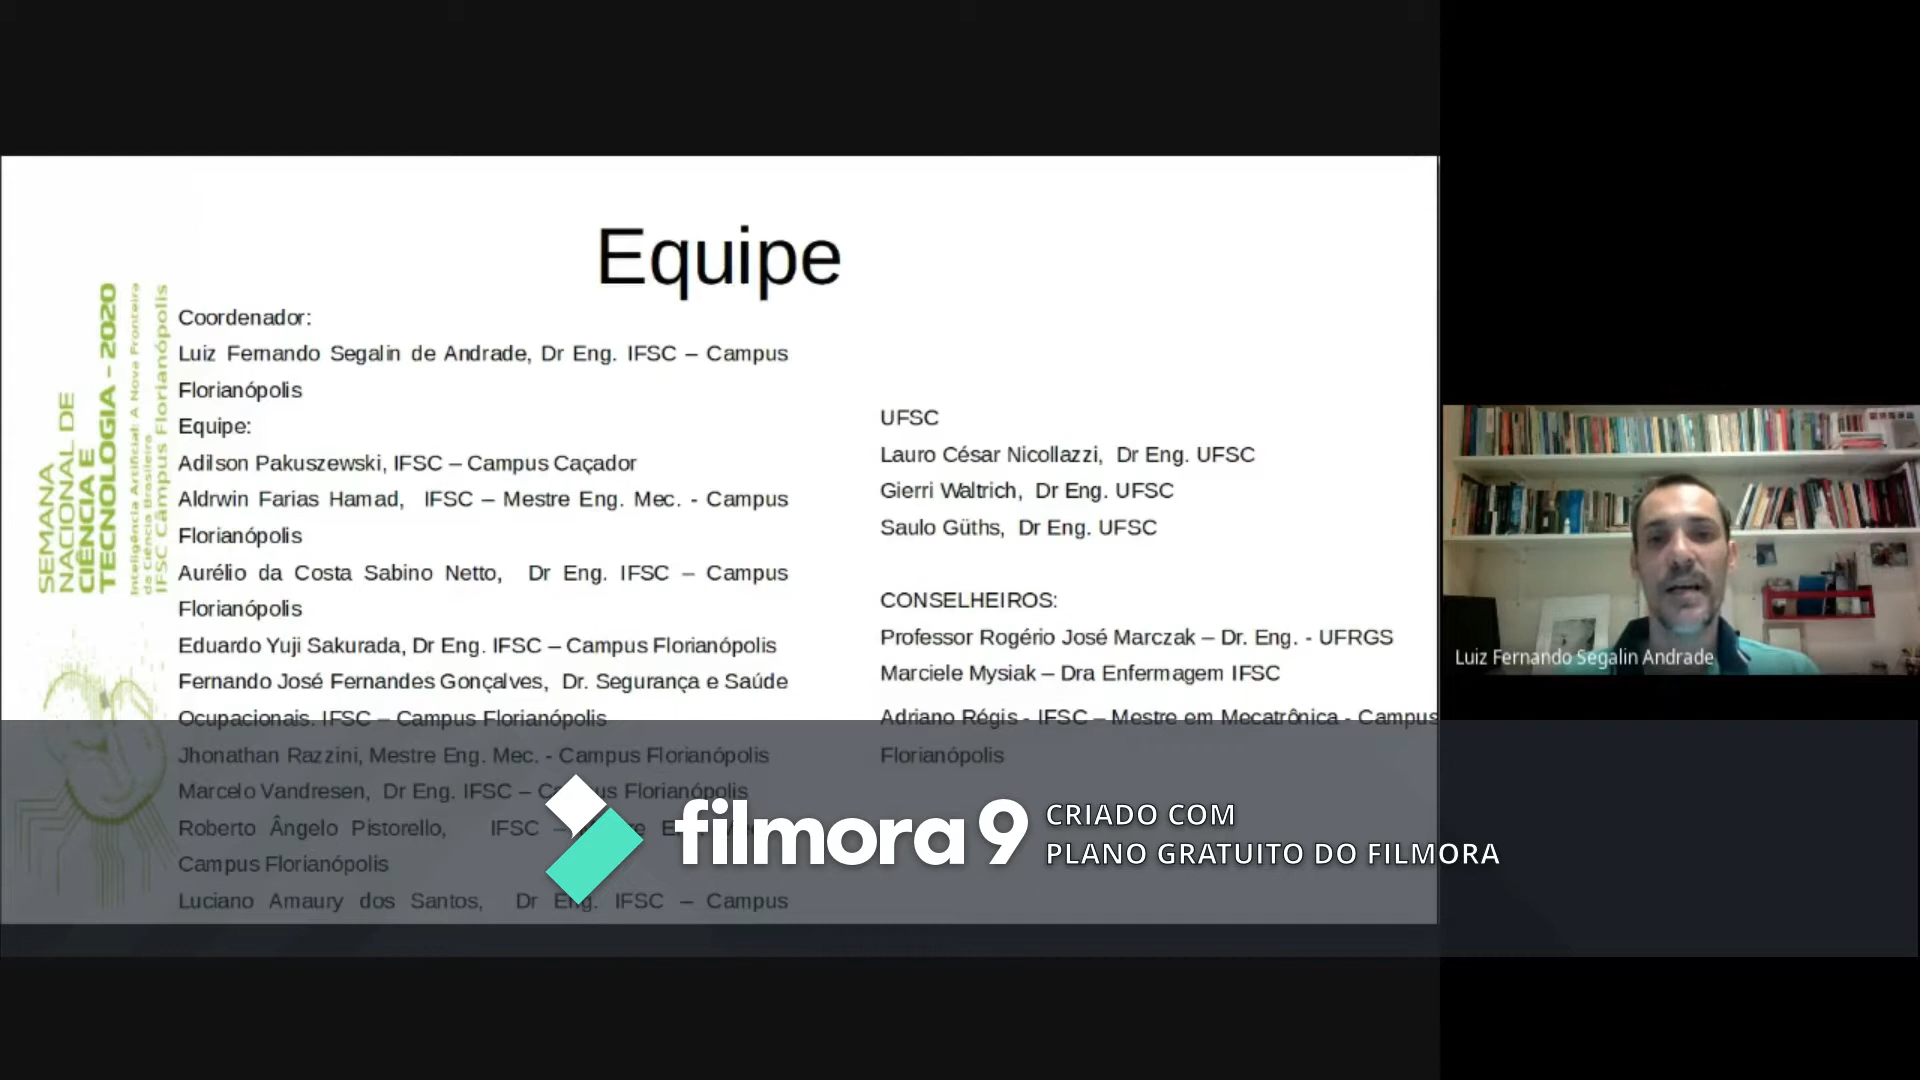 Equipe
SEMANA
NACIONAL DE
CIÊNCIA E
TECNOLOGIA – 2020
Inteligência Artificial: A Nova Fronteira
da Ciência Brasileira
IFSC Câmpus Florianópolis
Coordenador:
Luiz Fernando Segalin de Andrade, Dr Eng. IFSC – Campus
Florianópolis
Equipe:
Adilson Pakuszewski, IFSC – Campus Caçador
Aldrwin Farias Hamad, IFSC – Mestre Eng. Mec. - Campus
Florianópolis
Aurélio da Costa Sabino Netto, Dr Eng. IFSC – Campus
Florianópolis
Eduardo Yuji Sakurada, Dr Eng. IFSC – Campus Florianópolis
Fernando José Fernandes Gonçalves, Dr. Segurança e Saúde
Ocupacionais. IFSC – Campus Florianópolis
Jhonathan Razzini, Mestre Eng. Mec. - Campus Florianópolis
Marcelo Vandresen, Dr Eng. IFSC – Florianópolis
Roberto Ângelo Pistorello, IFSC –
Campus Florianópolis
Luciano Amaury dos Santos, Dr Eng. IFSC – Campus
UFSC
Lauro César Nicollazzi, Dr Eng. UFSC
Gierri Waltrich, Dr Eng. UFSC
Saulo Güths, Dr Eng. UFSC
CONSELHEIROS:
Professor Rogério José Marczak – Dr. Eng. - UFRGS
Marciele Mysiak – Dra Enfermagem IFSC
Adriano Régis - IFSC – Mestre em Mecatrônica - Campus
Florianópolis
Luiz Fernando Segalin Andrade
filmora 9
CRIADO COM
PLANO GRATUITO DO FILMORA